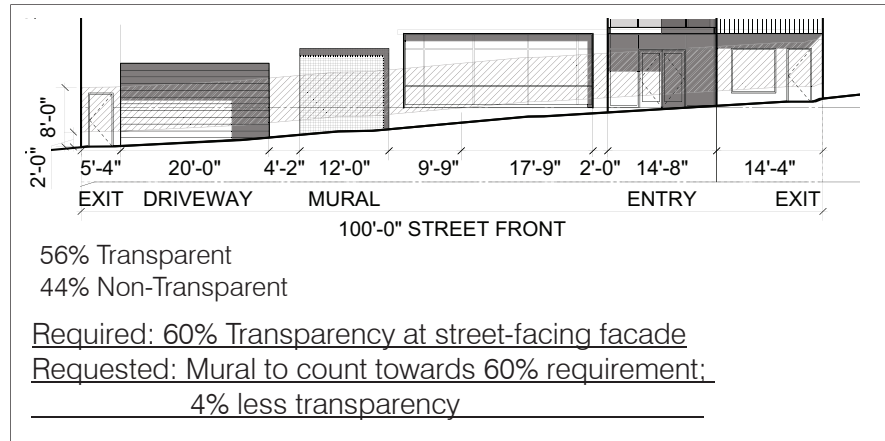 8'-0"
2'-0"
5'-4" 20'-0" 4'-2" 12'-0" 9'-9" 17'-9" 2'-0" 14'-8" 14'-4"
EXIT DRIVEWAY MURAL ENTRY EXIT
100'-0" STREET FRONT
56% Transparent
44% Non-Transparent
Required: 60% Transparency at street-facing facade
Requested: Mural to count towards 60% requirement;
4% less transparency